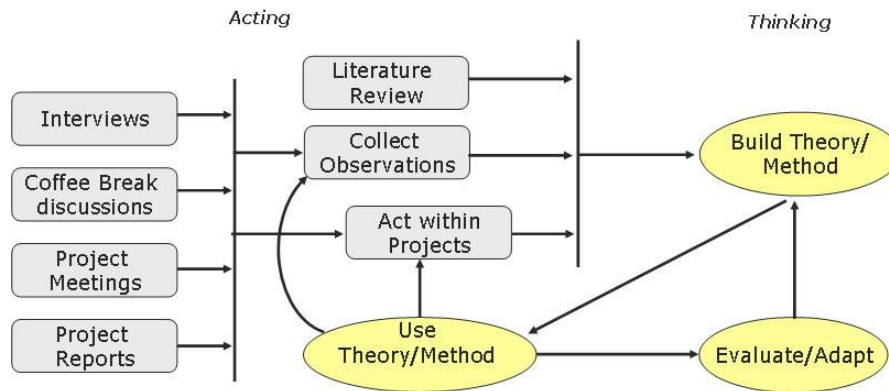 Acting
Thinking
Interviews
Coffee Break
discussions
Project
Meetings
Project
Reports
Literature
Review
Collect
Observations
Act within
Projects
Use
Theory/Method
Build Theory/
Method
Evaluate/Adapt